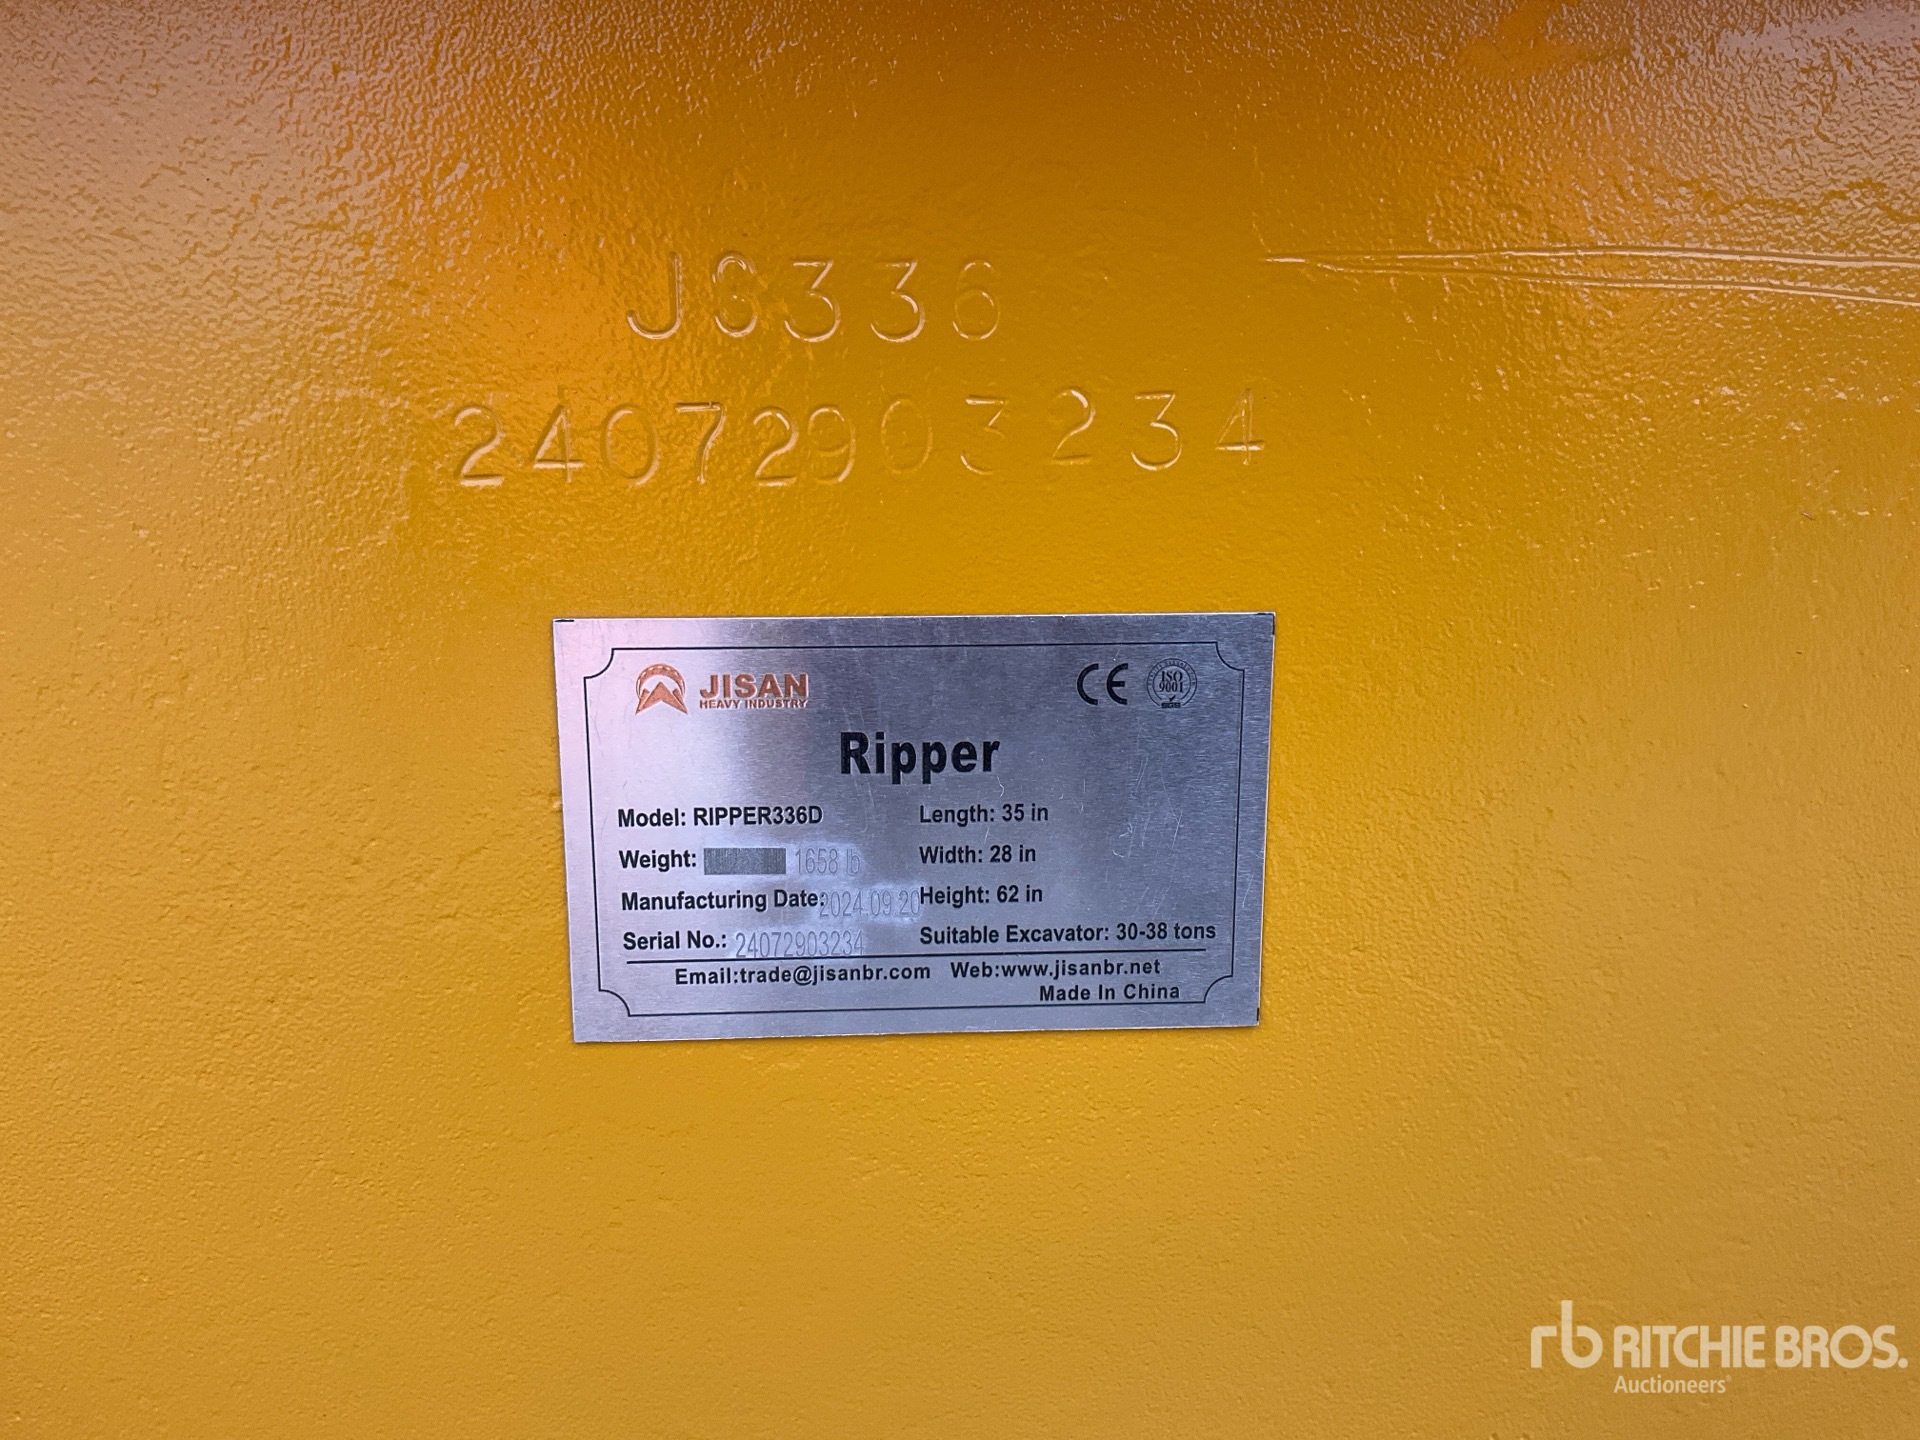 JS336
24072903234
JISAN
HEAVY INDUSTRY
CE
ISO
9001
Ripper
Model: RIPPER336D
Length: 35 in
Weight: 1658 lb
Width: 28 in
Manufacturing Date: 2024.09.20
Height: 62 in
Serial No.: 24072903234
Suitable Excavator: 30-38 tons
Email:trade@jisanbr.com Web:www.jisanbr.net
Made In China
rb RITCHIE BROS.
Auctioneers